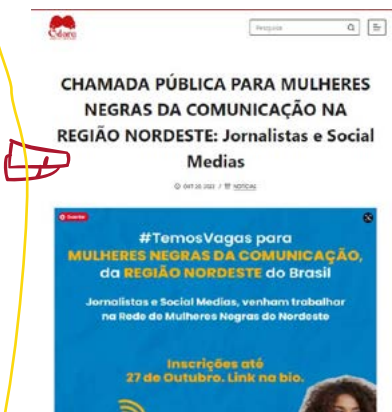 Odara
Pesquisa
CHAMADA PÚBLICA PARA MULHERES
NEGRAS DA COMUNICAÇÃO NA
REGIÃO NORDESTE: Jornalistas e Social
Medias
NOTÍCIAS
#TemosVagas para
MULHERES NEGRAS DA COMUNICAÇÃO,
da REGIÃO NORDESTE do Brasil
Jornalistas e Social Medias, venham trabalhar
na Rede de Mulheres Negras do Nordeste
Inscrições até
27 de Outubro. Link na bio.